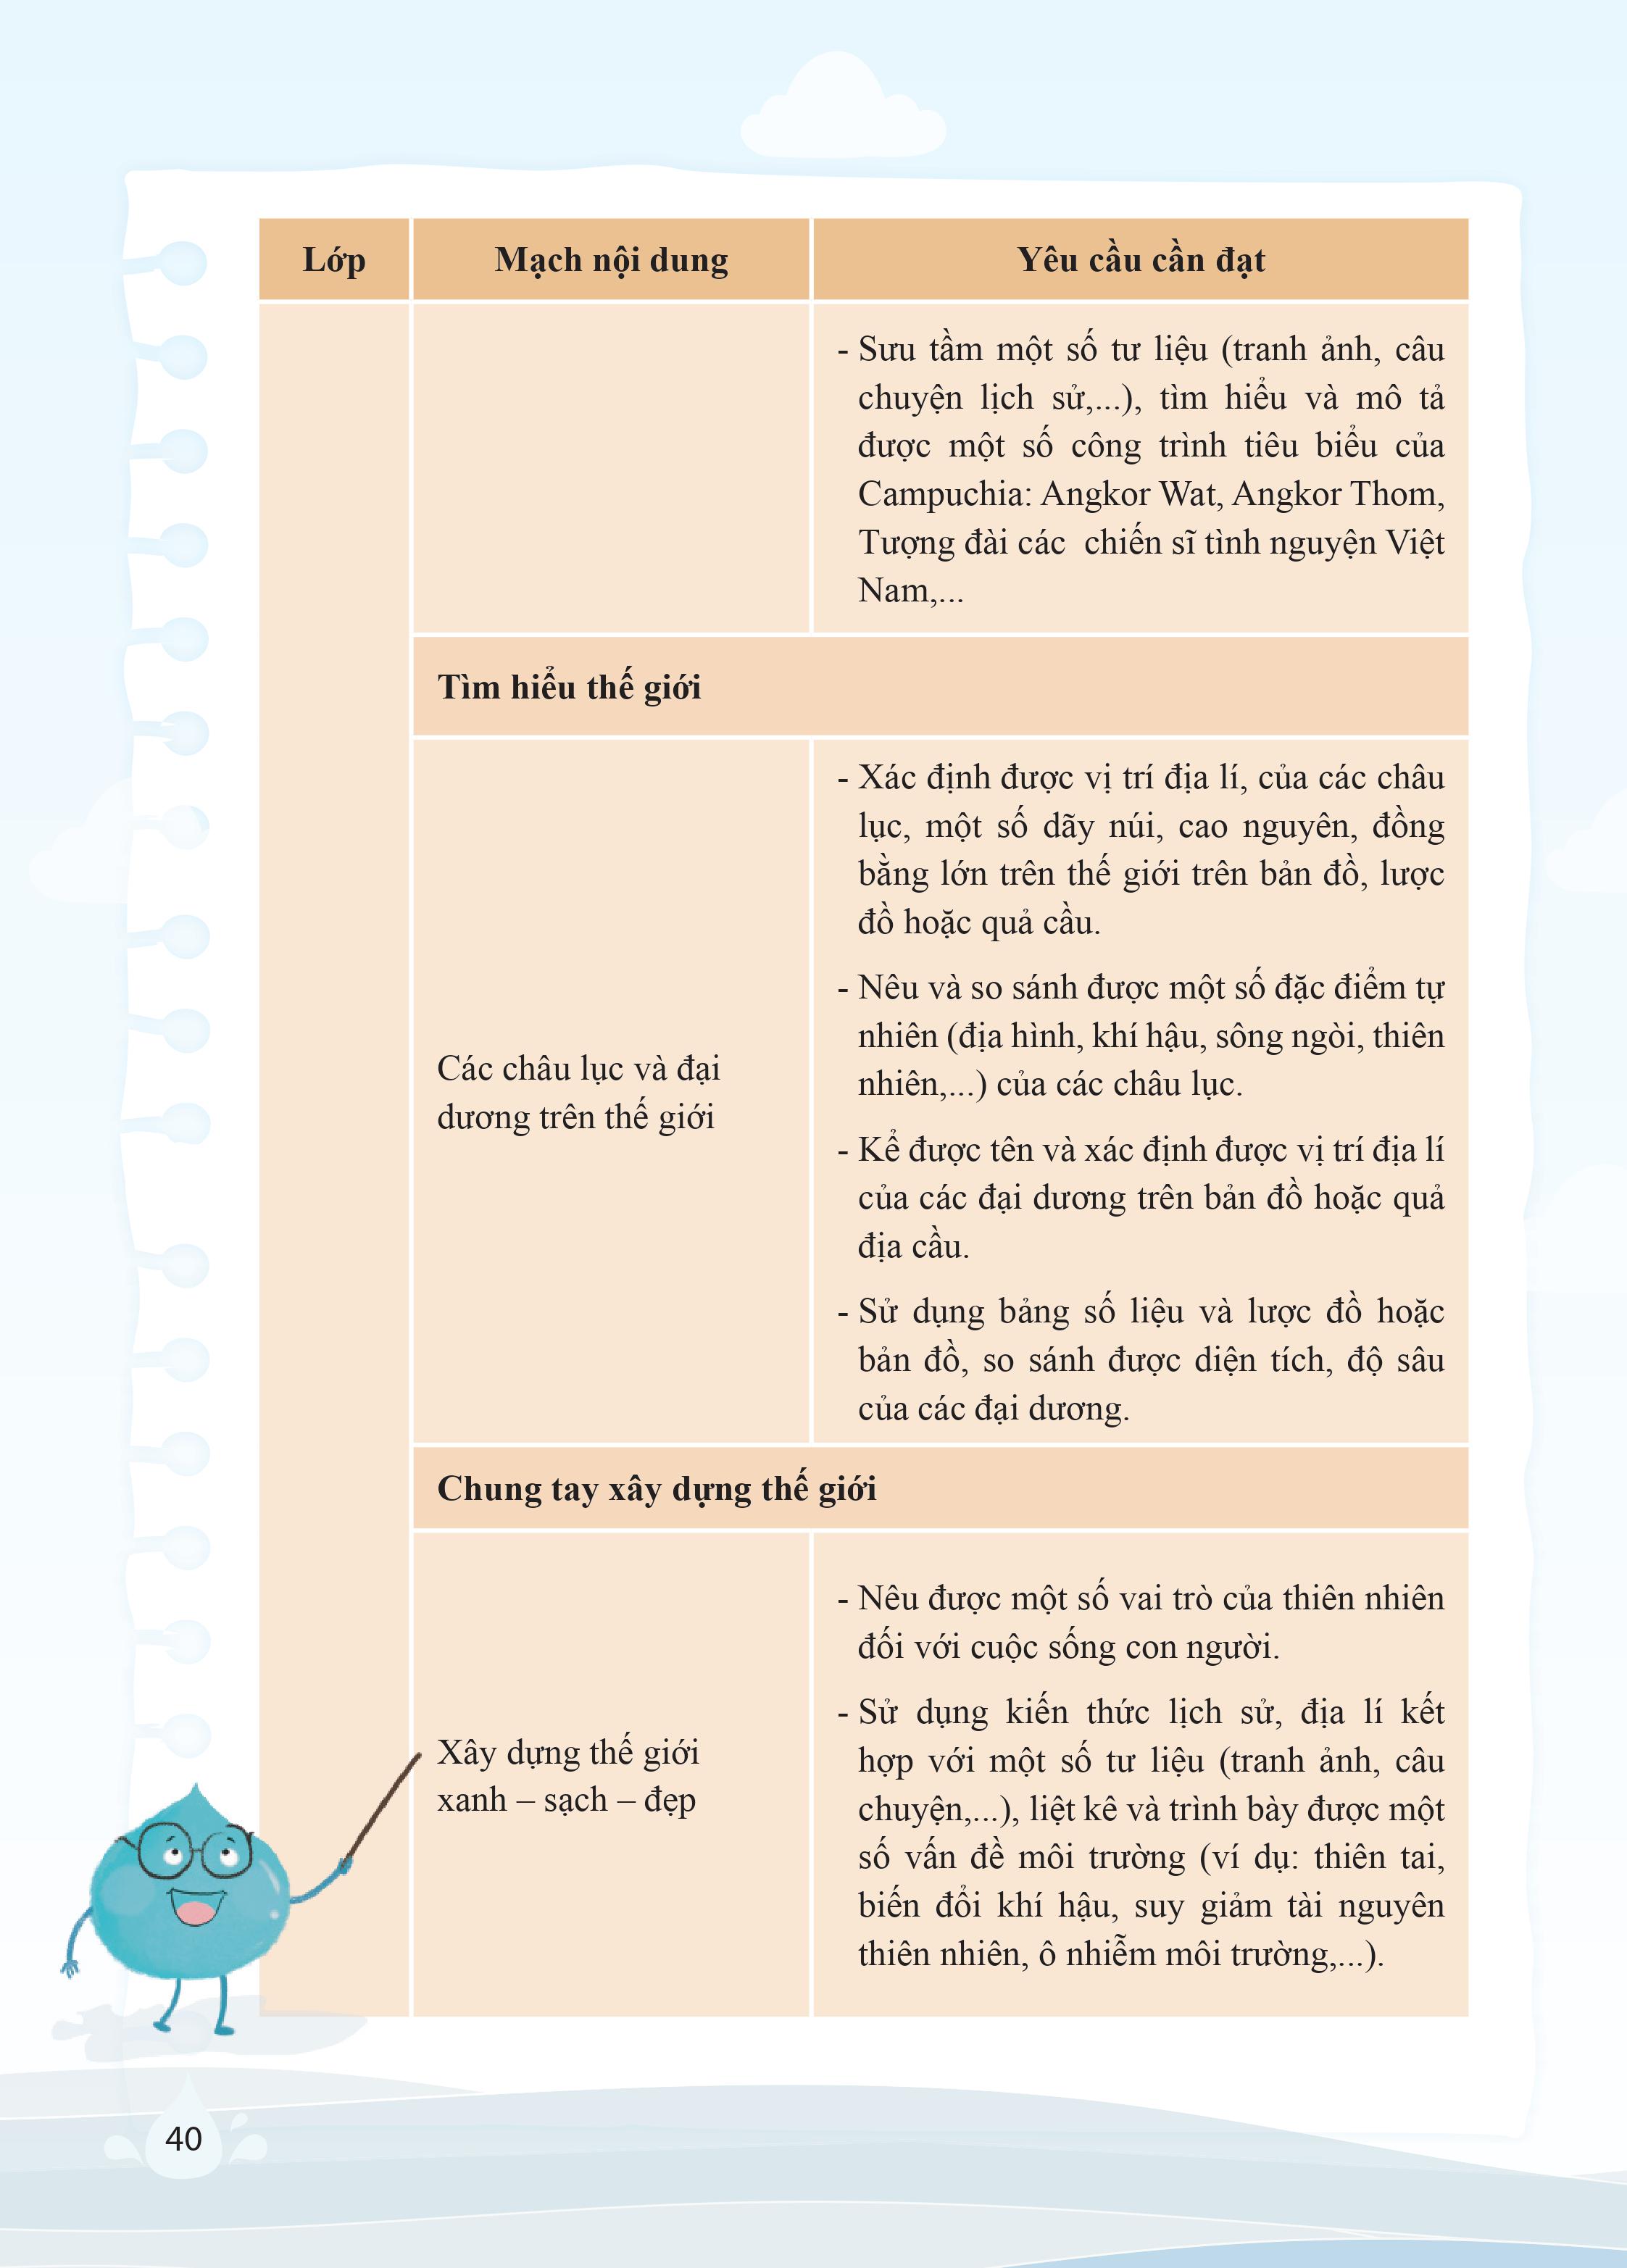 Lớp
Mạch nội dung
Yêu cầu cần đạt
- Sưu tầm một số tư liệu (tranh ảnh, câu
chuyện lịch sử,...), tìm hiểu và mô tả
được một số công trình tiêu biểu của
Campuchia: Angkor Wat, Angkor Thom,
Tượng đài các chiến sĩ tình nguyện Việt
Nam,...
Tìm hiểu thế giới
Các châu lục và đại
dương trên thế giới
- Xác định được vị trí địa lí, của các châu
lục, một số dãy núi, cao nguyên, đồng
bằng lớn trên thế giới trên bản đồ, lược
đồ hoặc quả cầu.
- Nêu và so sánh được một số đặc điểm tự
nhiên (địa hình, khí hậu, sông ngòi, thiên
nhiên,...) của các châu lục.
- Kể được tên và xác định được vị trí địa lí
của các đại dương trên bản đồ hoặc quả
địa cầu.
- Sử dụng bảng số liệu và lược đồ hoặc
bản đồ, so sánh được diện tích, độ sâu
của các đại dương.
Chung tay xây dựng thế giới
Xây dựng thế giới
xanh – sạch – đẹp
- Nêu được một số vai trò của thiên nhiên
đối với cuộc sống con người.
- Sử dụng kiến thức lịch sử, địa lí kết
hợp với một số tư liệu (tranh ảnh, câu
chuyện,...), liệt kê và trình bày được một
số vấn đề môi trường (ví dụ: thiên tai,
biến đổi khí hậu, suy giảm tài nguyên
thiên nhiên, ô nhiễm môi trường,...).
40